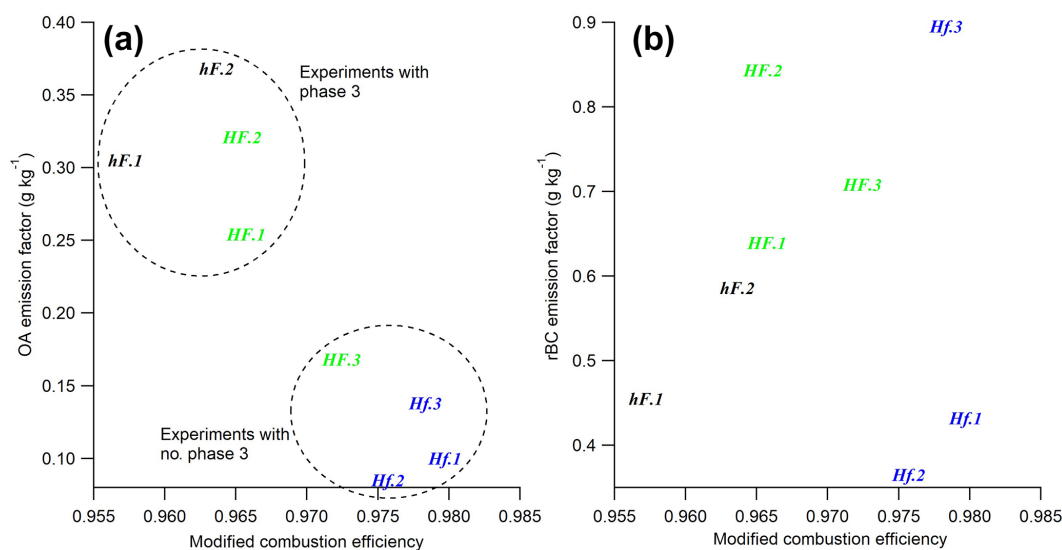 (a)
0.40
0.35
0.30
0.25
0.20
0.15
0.10
OA emission factor (g kg⁻¹)
hF.2
Experiments with
phase 3
HF.2
hF.1
HF.1
HF.3
Hf.3
Experiments with
no. phase 3
Hf.1
Hf.2
0.955 0.960 0.965 0.970 0.975 0.980 0.985
Modified combustion efficiency
(b)
0.9
0.8
0.7
0.6
0.5
0.4
rBC emission factor (g kg⁻¹)
Hf.3
HF.2
HF.3
HF.1
hF.2
hF.1
Hf.1
Hf.2
0.955 0.960 0.965 0.970 0.975 0.980 0.985
Modified combustion efficiency